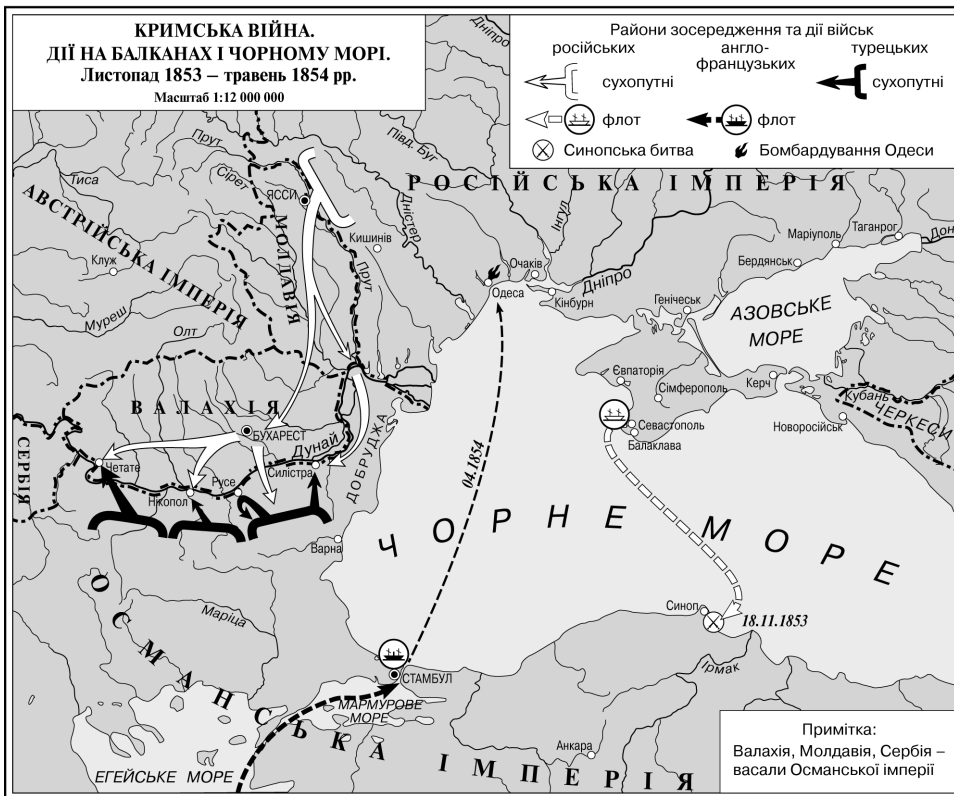 КРИМСЬКА ВІЙНА.
ДІЇ НА БАЛКАНАХ І ЧОРНОМУ МОРІ.
Листопад 1853 – травень 1854 рр.
Масштаб 1:12 000 000
Райони зосередження та дії військ
російських
англо-
французьких
турецьких
сухопутні
сухопутні
флот
флот
Синопська битва
Бомбардування Одеси
Дніпро
Прут
Півд. Буг
Тиса
Сірет
ЯССИ
РОСІЙСЬКА ІМПЕРІЯ
АВСТРІЙСЬКА ІМПЕРІЯ
МОЛДАВІЯ
Дністер
Інгул
Кишинів
Клуж
Прут
Маріуполь
Таганрог
Дон
Бердянськ
Очаків
Дніпро
Одеса
Кінбурн
Генічеськ
АЗОВСЬКЕ
МОРЕ
Муреш
Олт
Євпаторія
Сімферополь
Керч
Кубань
ЧЕРКЕСИ
Новоросійськ
Севастополь
Балаклава
ВАЛАХІЯ
БУХАРЕСТ
Дунай
ДОБРУДЖА
СЕРБІЯ
Четате
Силістра
Русе
Нікопол
04.1854
Варна
ЧОРНЕ МОРЕ
Синоп
18.11.1853
Маріца
Ірмак
СТАМБУЛ
МАРМУРОВЕ
МОРЕ
ОСМАНСЬКА ІМПЕРІЯ
Анкара
ЕГЕЙСЬКЕ МОРЕ
Примітка:
Валахія, Молдавія, Сербія –
васали Османської імперії